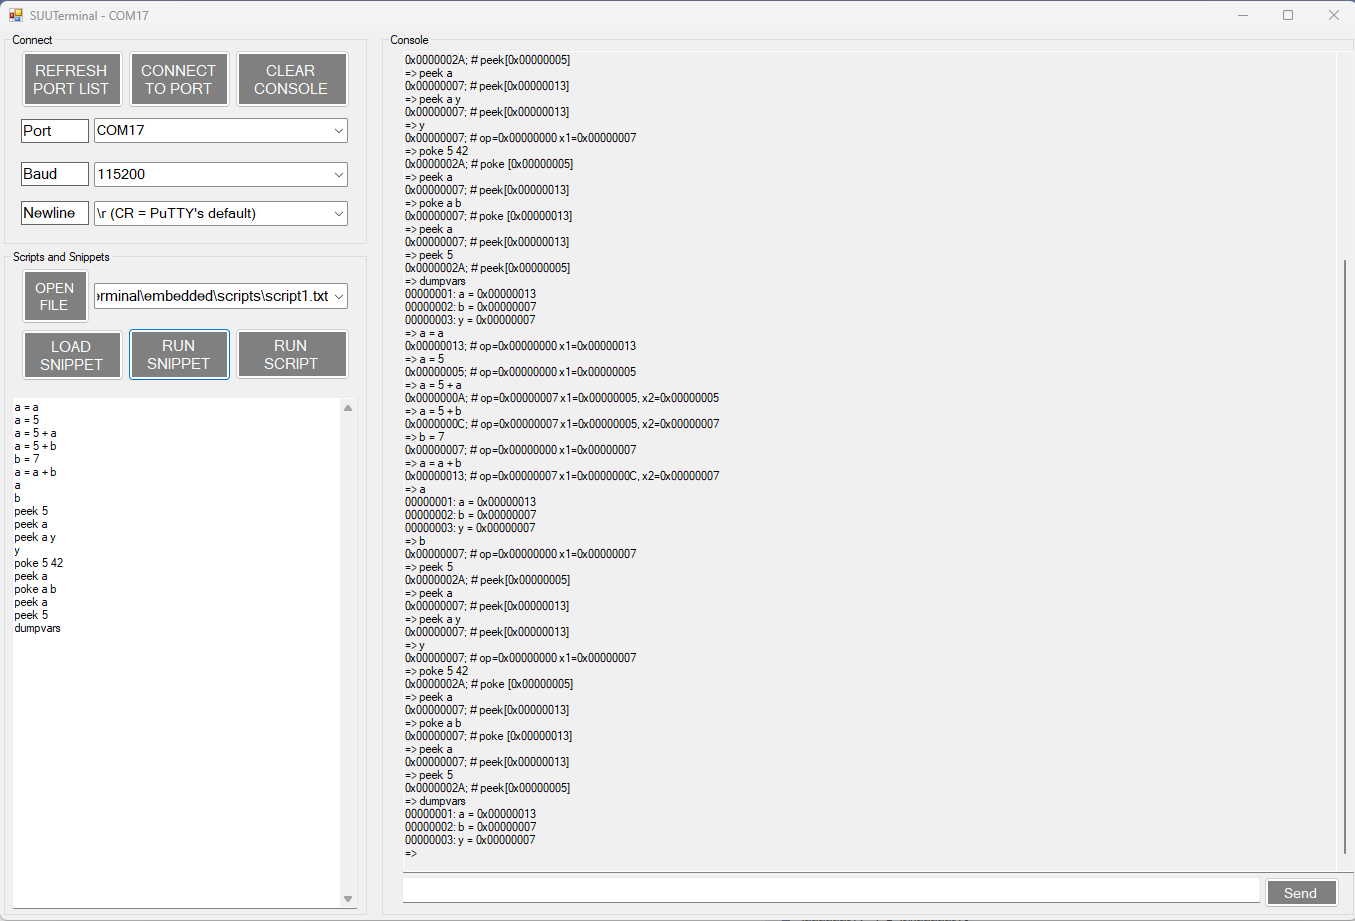 SUUTerminal - COM17
Connect
REFRESH
PORT LIST
CONNECT
TO PORT
CLEAR
CONSOLE
Port
COM17
Baud
115200
Newline
\r (CR = PuTTY's default)
Scripts and Snippets
OPEN
FILE
erminal\embedded\scripts\script1.txt
LOAD
SNIPPET
RUN
SNIPPET
RUN
SCRIPT
a = a
a = 5
a = 5 + a
a = 5 + b
b = 7
a = a + b
a
b
peek 5
peek a
peek a y
y
poke 5 42
peek a
poke a b
peek a
peek 5
dumpvars
Console
0x0000002A; # peek[0x00000005]
=> peek a
0x00000007; # peek[0x00000013]
=> peek a y
0x00000007; # peek[0x00000013]
=> y
0x00000007; # op=0x00000000 x1=0x00000007
=> poke 5 42
0x0000002A; # poke [0x00000005]
=> peek a
0x00000007; # peek[0x00000013]
=> poke a b
0x00000007; # poke [0x00000013]
=> peek a
0x00000007; # peek[0x00000013]
=> peek 5
0x0000002A; # peek[0x00000005]
=> dumpvars
00000001: a = 0x00000013
00000002: b = 0x00000007
00000003: y = 0x00000007
=> a = a
0x00000013; # op=0x00000000 x1=0x00000013
=> a = 5
0x00000005; # op=0x00000000 x1=0x00000005
=> a = 5 + a
0x0000000A; # op=0x00000007 x1=0x00000005, x2=0x00000005
=> a = 5 + b
0x0000000C; # op=0x00000007 x1=0x00000005, x2=0x00000007
=> b = 7
0x00000007; # op=0x00000000 x1=0x00000007
=> a = a + b
0x00000013; # op=0x00000007 x1=0x0000000C, x2=0x00000007
=> a
00000001: a = 0x00000013
00000002: b = 0x00000007
00000003: y = 0x00000007
=> b
0x00000007; # op=0x00000000 x1=0x00000007
=> peek 5
0x0000002A; # peek[0x00000005]
=> peek a
0x00000007; # peek[0x00000013]
=> peek a y
0x00000007; # peek[0x00000013]
=> y
0x00000007; # op=0x00000000 x1=0x00000007
=> poke 5 42
0x0000002A; # poke [0x00000005]
=> peek a
0x00000007; # peek[0x00000013]
=> poke a b
0x00000007; # poke [0x00000013]
=> peek a
0x00000007; # peek[0x00000013]
=> peek 5
0x0000002A; # peek[0x00000005]
=> dumpvars
00000001: a = 0x00000013
00000002: b = 0x00000007
00000003: y = 0x00000007
=>
Send